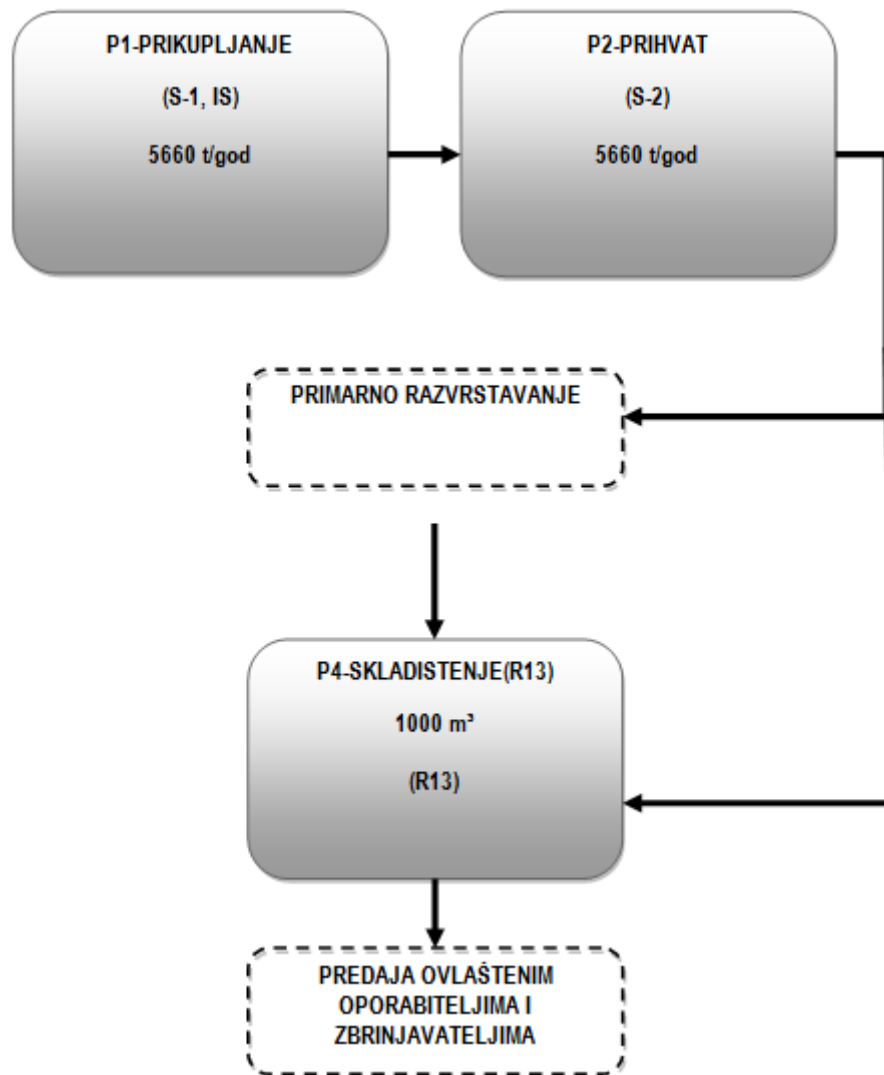 P1-PRIKUPLJANJE
(S-1, IS)
5660 t/god
P2-PRIHVAT
(S-2)
5660 t/god
PRIMARNO RAZVRSTAVANJE
P4-SKLADISTENJE(R13)
1000 m³
(R13)
PREDAJA OVLAŠTENIM
OPORABITELJIMA I
ZBRINJAVATELJIMA